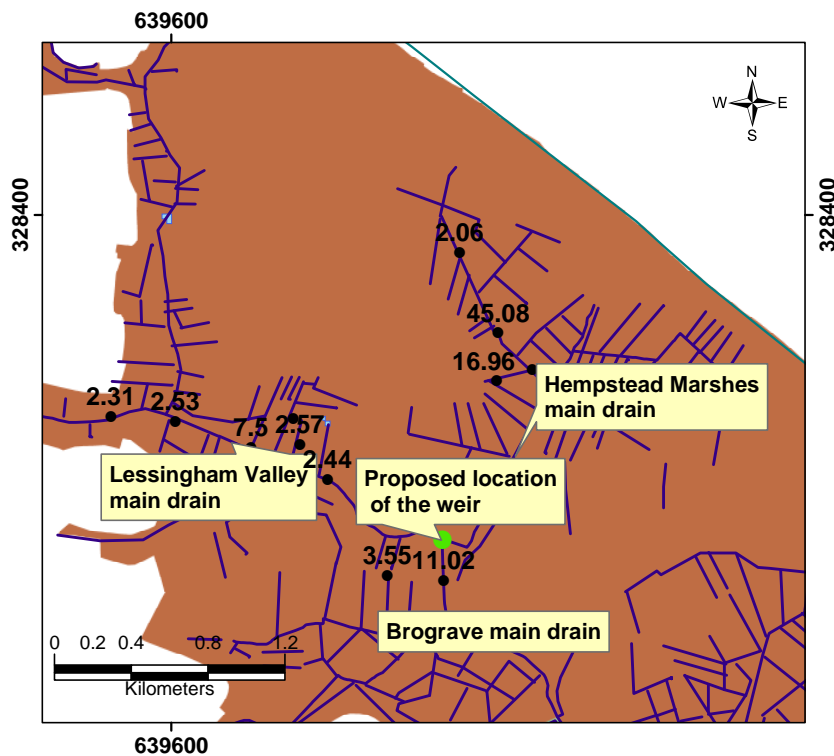 639600
N
W E
S
328400
328400
2.06
45.08
16.96
Hempstead Marshes
main drain
2.31
2.53
7.5
2.57
2.44
Lessingham Valley
main drain
Proposed location
of the weir
3.55
11.02
Brograve main drain
0 0.2 0.4 0.8 1.2
Kilometers
639600